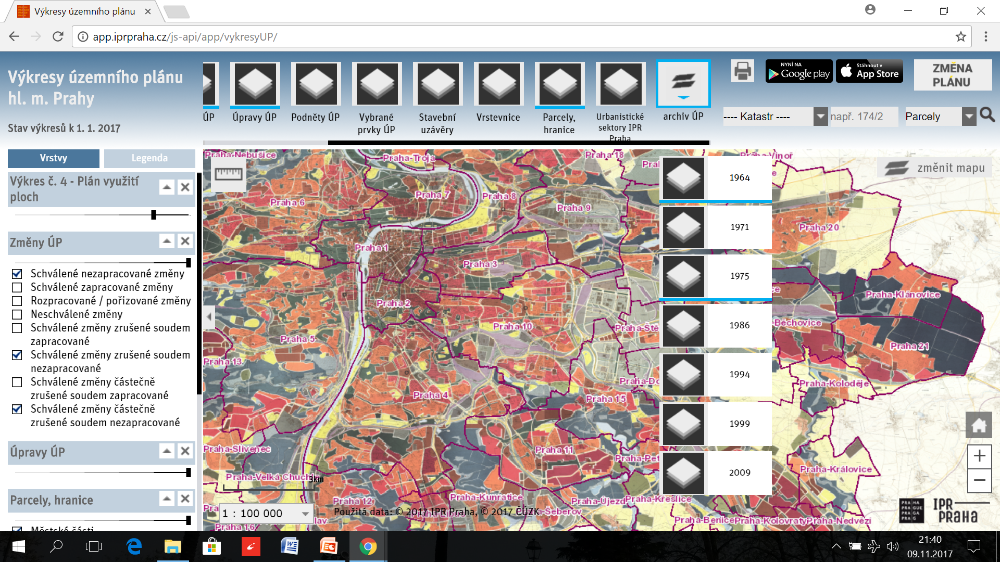 Výkresy územního plánu
app.iprpraha.cz/js-api/app/vykresyUP/
Výkresy územního plánu
hl. m. Prahy
Stav výkresů k 1. 1. 2017
ÚP
Úpravy ÚP
Podněty ÚP
Vybrané
prvky ÚP
Stavební
uzávěry
Vrstevnice
Parcely,
hranice
Urbanistické
sektory IPR
Praha
archiv ÚP
NYNÍ NA
Google play
Stáhnout v
App Store
ZMĚNA
PLÁNU
---- Katastr ----
např. 174/2
Parcely
Vrstvy
Legenda
Výkres č. 4 - Plán využití
ploch
Změny ÚP
Schválené nezapracované změny
Schválené zapracované změny
Rozpracované / pořizované změny
Neschválené změny
Schválené změny zrušené soudem
zapracované
Schválené změny zrušené soudem
nezapracované
Schválené změny částečně
zrušené soudem zapracované
Schválené změny částečně
zrušené soudem nezapracované
Úpravy ÚP
Parcely, hranice
Městské části
změnit mapu
1964
1971
1975
1986
1994
1999
2009
Praha-Nebušice
Praha-Troja
Praha 18
Praha-Vinoř
Praha 7
Praha 8
Praha 6
Praha 9
Praha 20
Praha 1
Praha 3
Praha-Klánovice
Praha 2
Praha 10
-Běchovice
Praha-Ště
Praha 5
Praha 21
Praha 13
Praha-Do
Praha-Koloděje
Praha 4
Praha 15
Praha-Slivenec
Praha 11
Praha-Pet
Praha-Královice
Praha-Velká Chuchle
3km
Praha-Kunratice
Praha 12
Praha-Újezd
Praha-Křeslice
1 : 100 000
Použitá data: © 2017 IPR Praha, © 2017 ČÚZK
a-Šeberov
Praha-Benice
Praha-Kolovraty
Praha-Nedvězí
Praha 16
PRA HA
PRA GUE
PRA GA
PRA G
IPR
PRAHA
21:40
09.11.2017